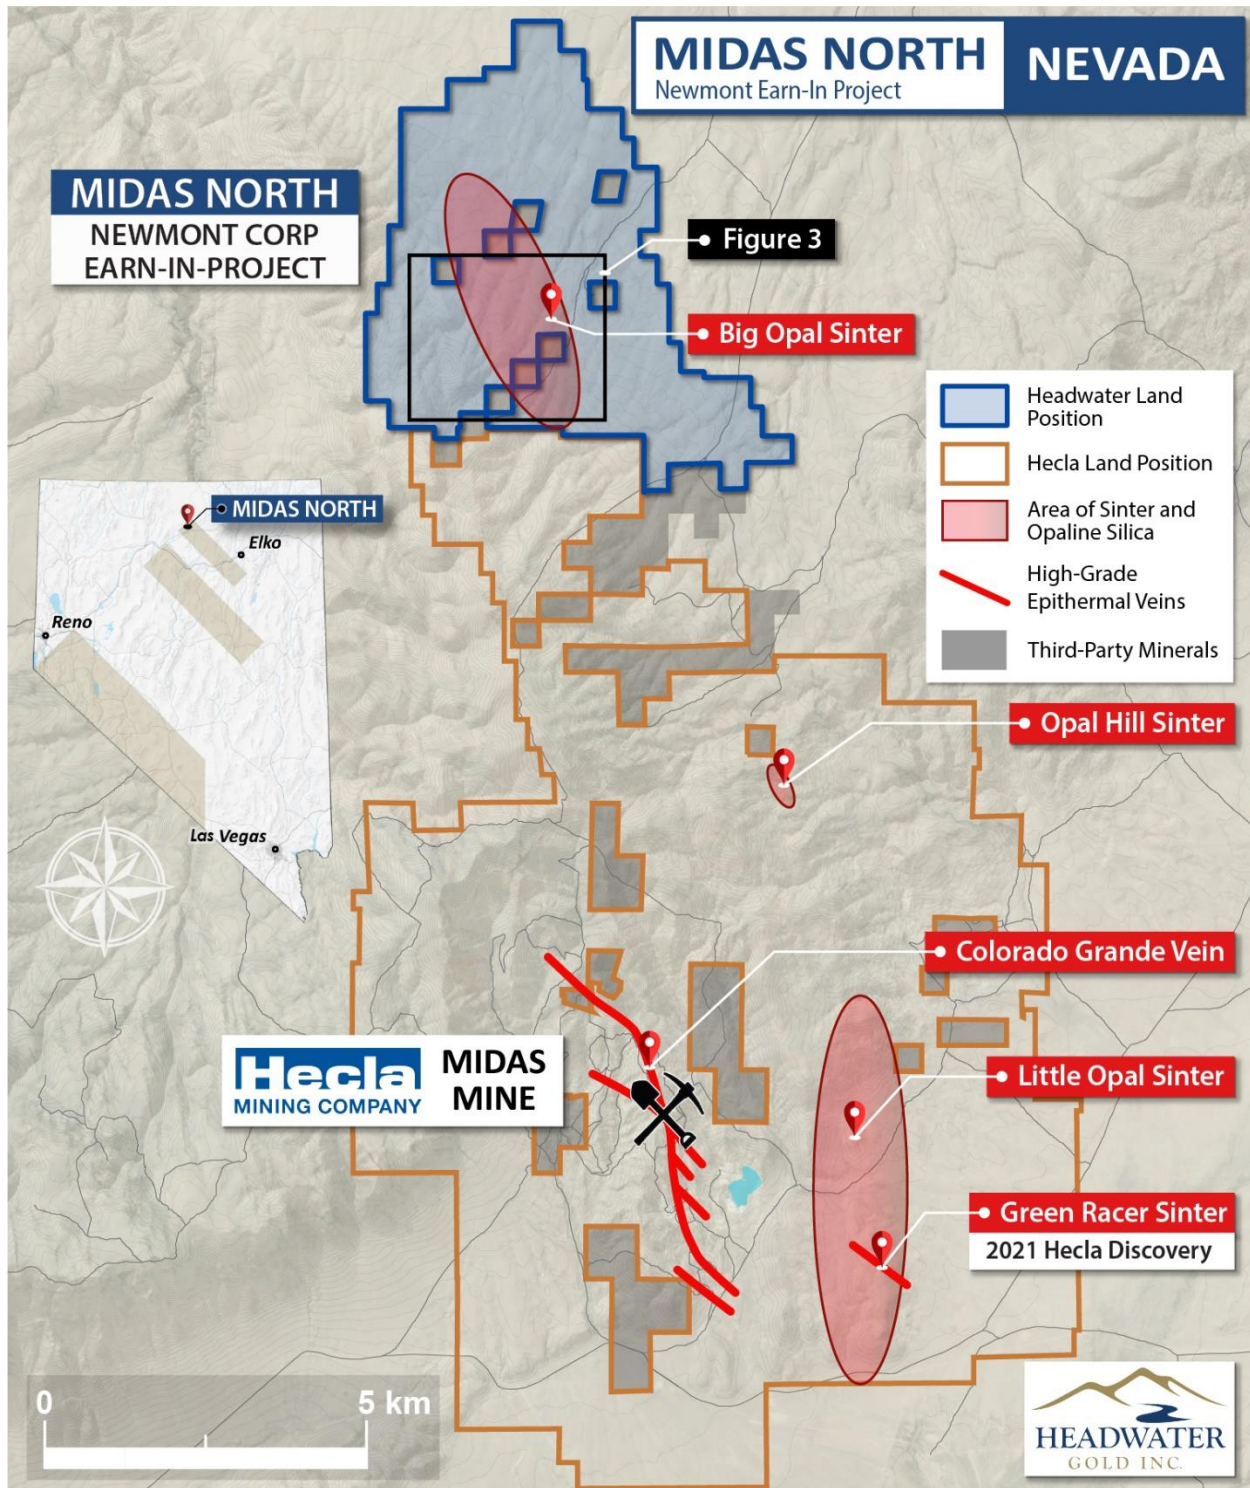 MIDAS NORTH
Newmont Earn-In Project
NEVADA
MIDAS NORTH
NEWMONT CORP
EARN-IN-PROJECT
Figure 3
Big Opal Sinter
Headwater Land
Position
Hecla Land Position
Area of Sinter and
Opaline Silica
High-Grade
Epithermal Veins
Third-Party Minerals
MIDAS NORTH
Elko
Reno
Las Vegas
Opal Hill Sinter
Colorado Grande Vein
Hecla
MINING COMPANY
MIDAS
MINE
Little Opal Sinter
Green Racer Sinter
2021 Hecla Discovery
0
5 km
HEADWATER
GOLD INC.